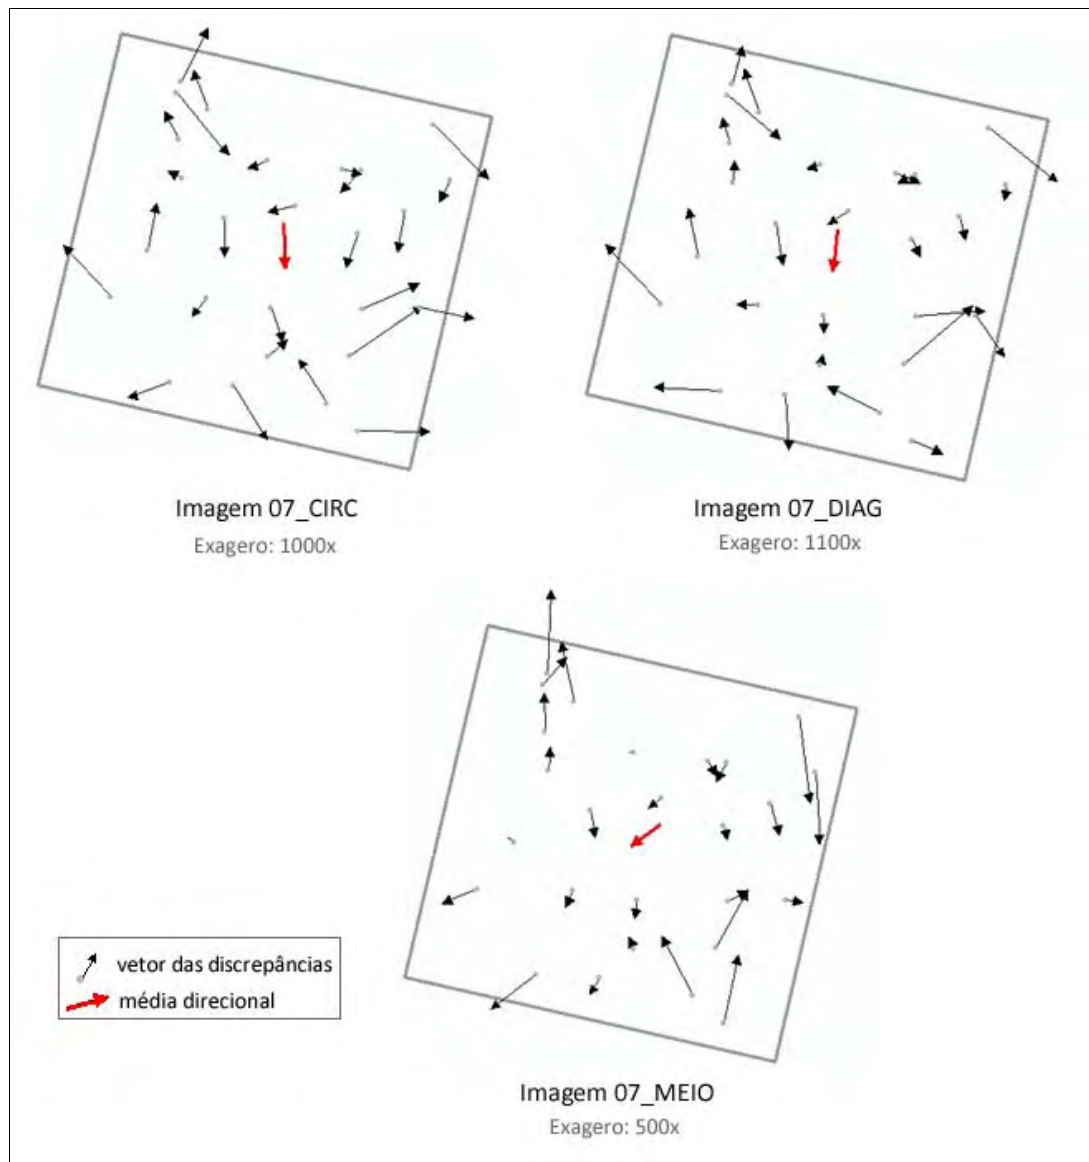 Imagem 07_CIRC
Exagero: 1000x
Imagem 07_DIAG
Exagero: 1100x
vetor das discrepâncias
média direcional
Imagem 07_MEIO
Exagero: 500x